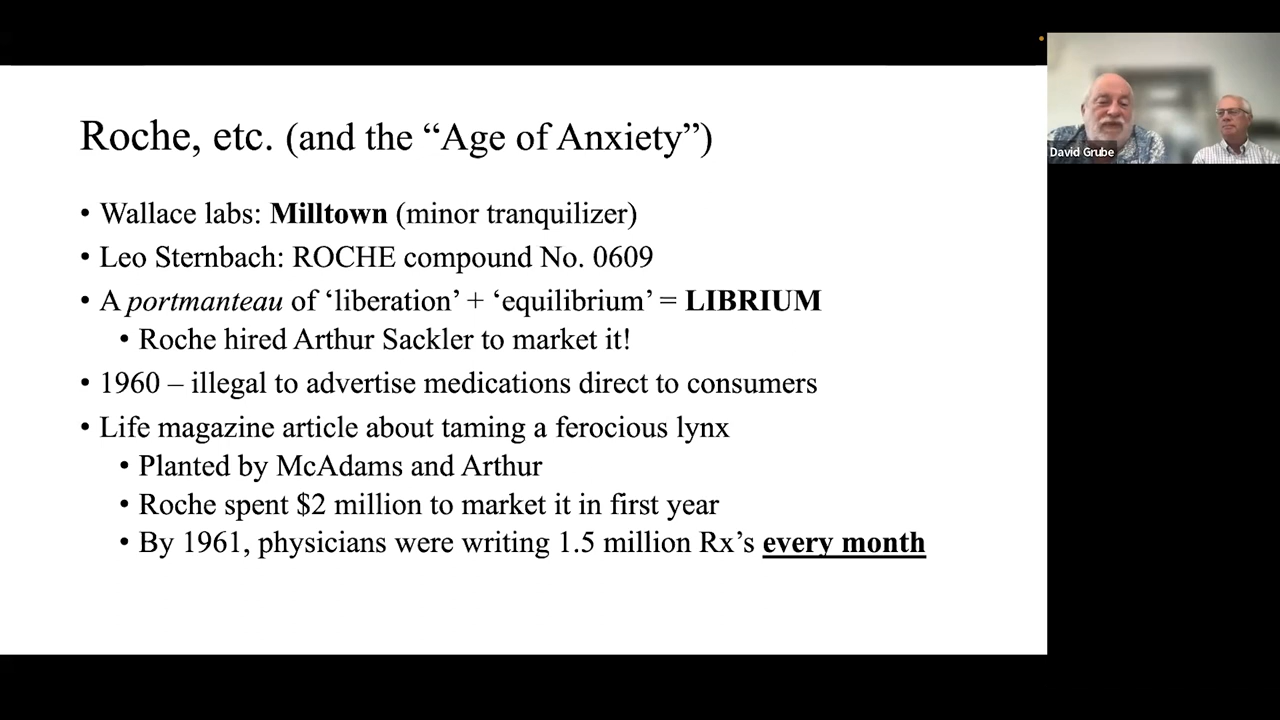 Roche, etc. (and the “Age of Anxiety”)
• Wallace labs: Milltown (minor tranquilizer)
• Leo Sternbach: ROCHE compound No. 0609
• A portmanteau of ‘liberation’ + ‘equilibrium’ = LIBRIUM
• Roche hired Arthur Sackler to market it!
• 1960 – illegal to advertise medications direct to consumers
• Life magazine article about taming a ferocious lynx
• Planted by McAdams and Arthur
• Roche spent $2 million to market it in first year
• By 1961, physicians were writing 1.5 million Rx’s every month
David Grube